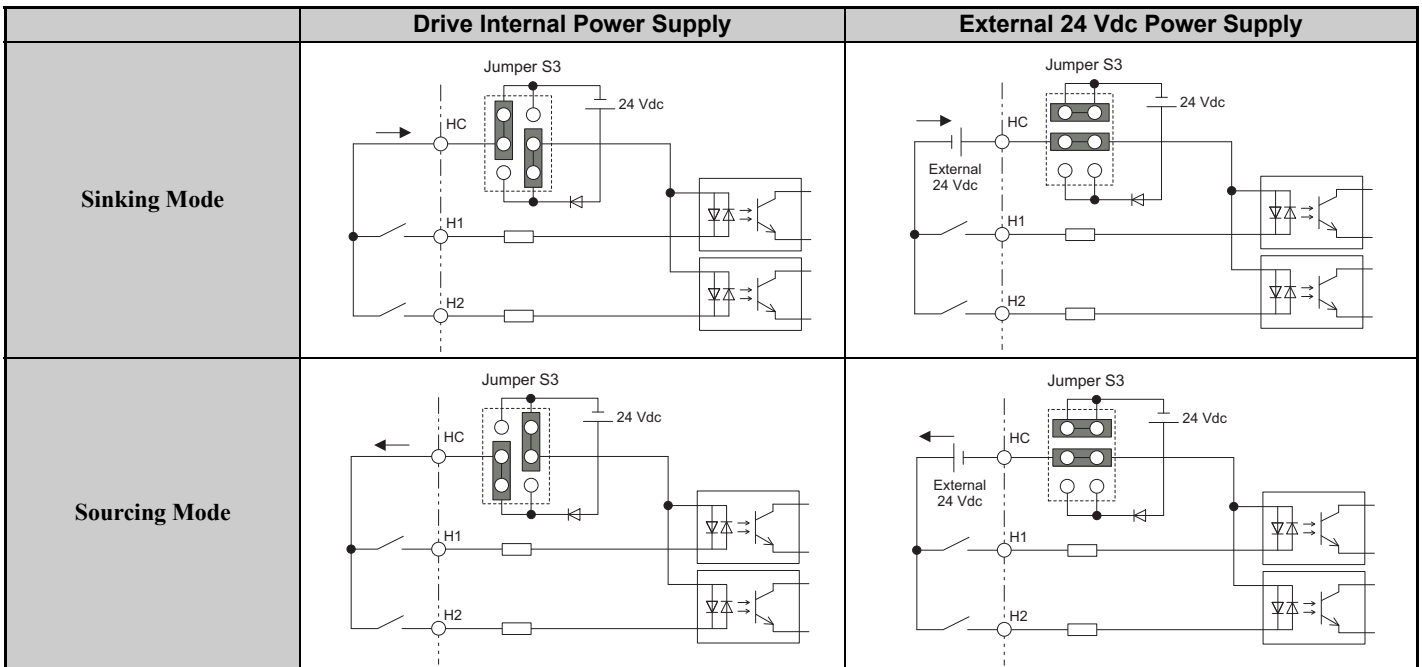 Drive Internal Power Supply
External 24 Vdc Power Supply
Sinking Mode
Jumper S3
24 Vdc
HC
H1
H2
Jumper S3
24 Vdc
HC
External
24 Vdc
H1
H2
Sourcing Mode
Jumper S3
24 Vdc
HC
H1
H2
Jumper S3
24 Vdc
HC
External
24 Vdc
H1
H2